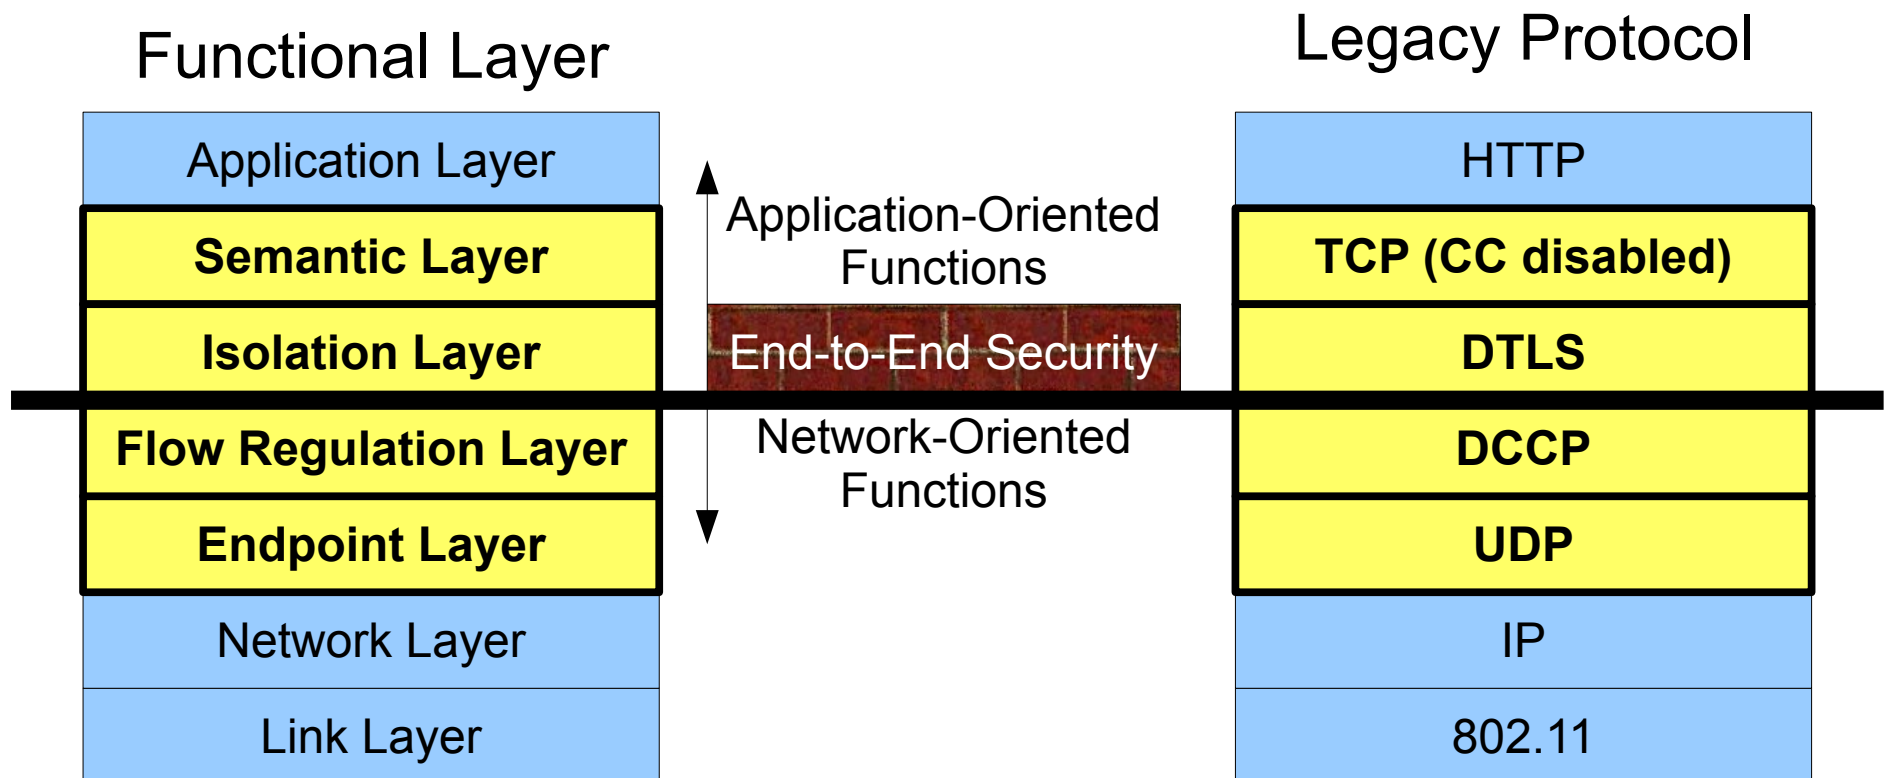 Functional Layer
Legacy Protocol
Application Layer
Semantic Layer
Isolation Layer
Flow Regulation Layer
Endpoint Layer
Network Layer
Link Layer
Application-Oriented
Functions
End-to-End Security
Network-Oriented
Functions
HTTP
TCP (CC disabled)
DTLS
DCCP
UDP
IP
802.11